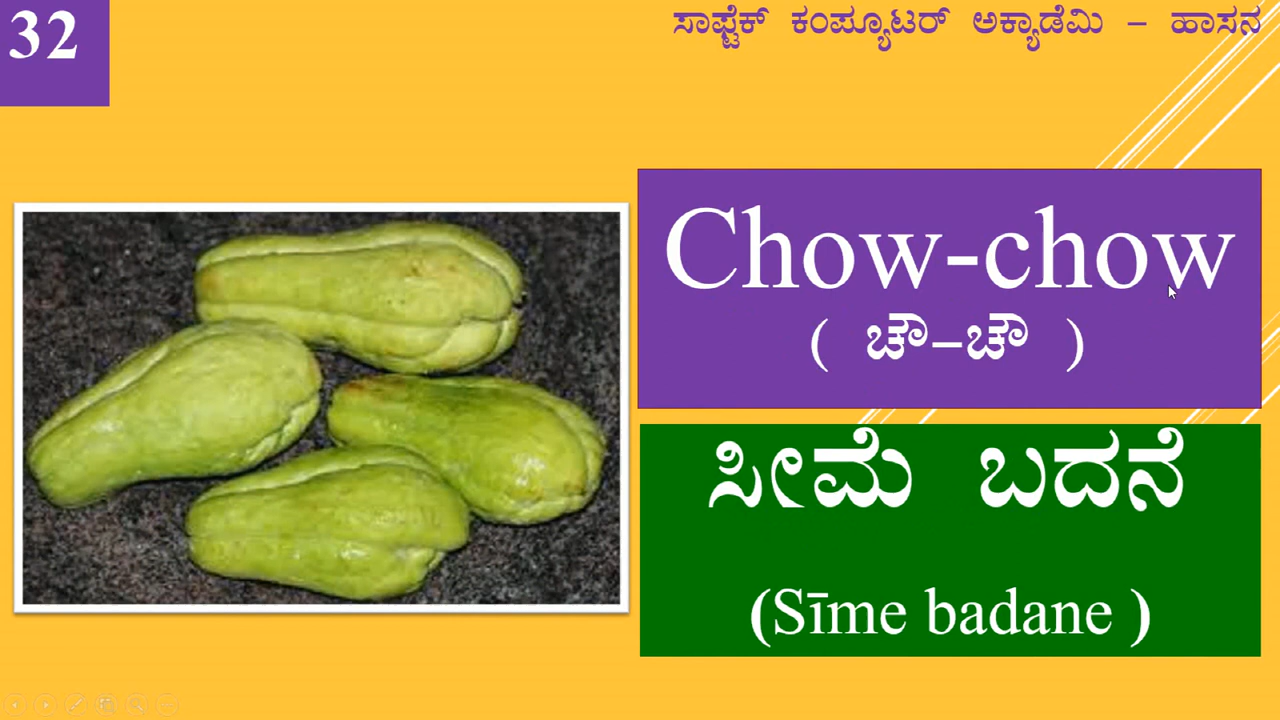 32
ಸಾಫ್ಟೆಕ್ ಕಂಪ್ಯೂಟರ್ ಅಕ್ಯಾಡೆಮಿ – ಹಾಸನ
Chow-chow
( ಚೌ–ಚೌ )
ಸೀಮೆ ಬದನೆ
(Sīme badane )